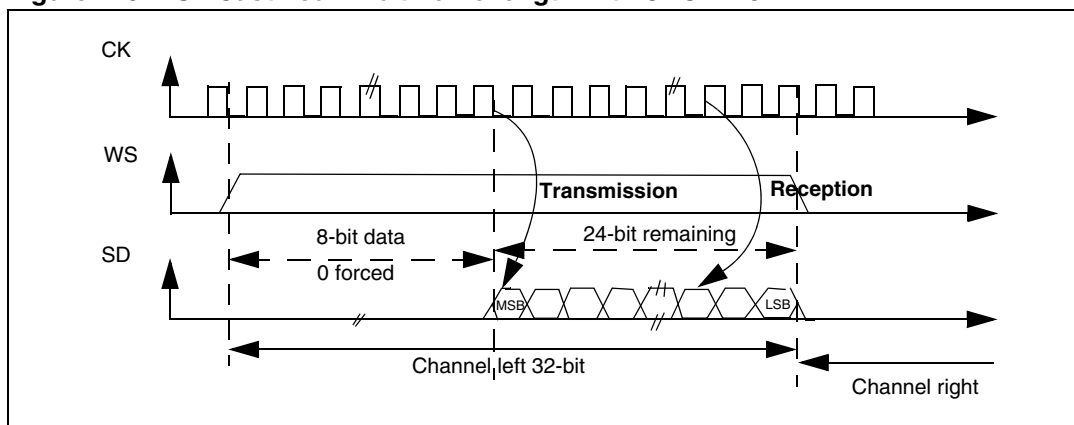 CK
WS
Transmission
Reception
8-bit data
24-bit remaining
SD
0 forced
MSB
LSB
Channel left 32-bit
Channel right